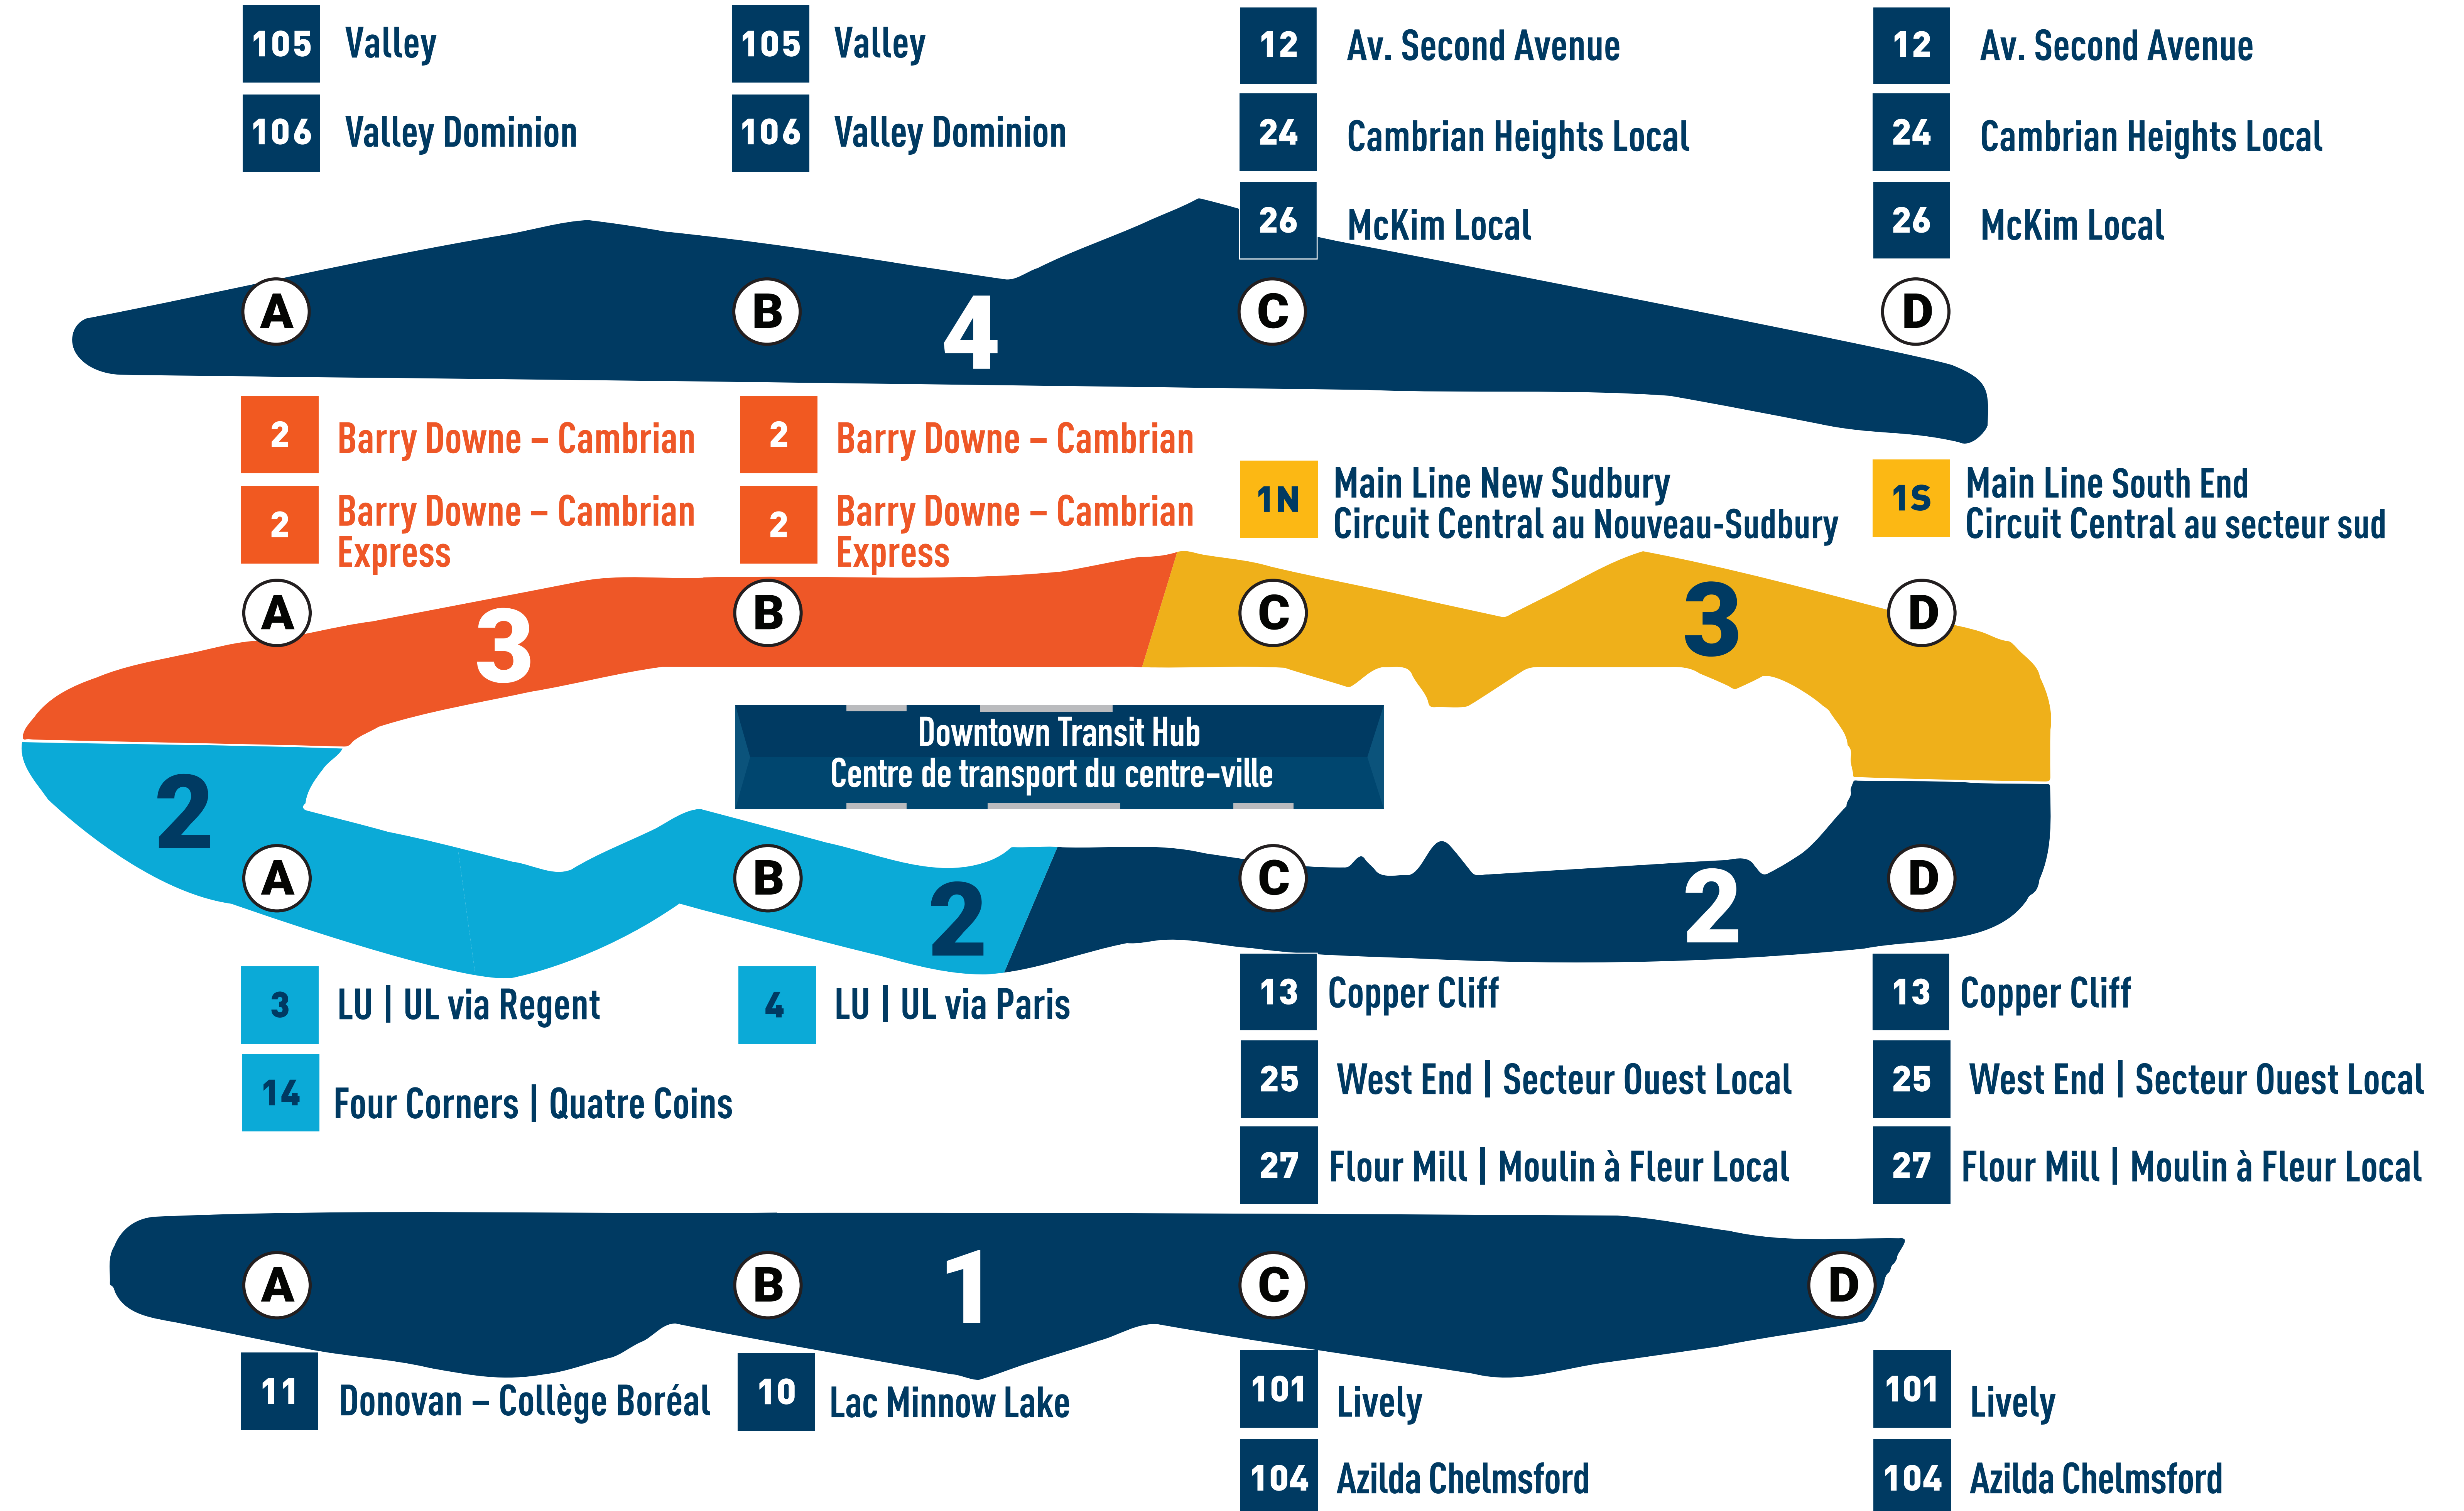 105 Valley
105 Valley
12 Av. Second Avenue
12 Av. Second Avenue
106 Valley Dominion
106 Valley Dominion
24 Cambrian Heights Local
24 Cambrian Heights Local
26 McKim Local
26 McKim Local
A
B
4
C
D
2 Barry Downe – Cambrian
2 Barry Downe – Cambrian
2 Barry Downe – Cambrian
Express
2 Barry Downe – Cambrian
Express
1N Main Line New Sudbury
Circuit Central au Nouveau-Sudbury
1S Main Line South End
Circuit Central au secteur sud
A
3
B
C
3
D
Downtown Transit Hub
Centre de transport du centre-ville
2
A
B
2
C
2
D
3 LU | UL via Regent
4 LU | UL via Paris
13 Copper Cliff
13 Copper Cliff
14 Four Corners | Quatre Coins
25 West End | Secteur Ouest Local
25 West End | Secteur Ouest Local
27 Flour Mill | Moulin à Fleur Local
27 Flour Mill | Moulin à Fleur Local
A
B
1
C
D
11 Donovan – Collège Boréal
10 Lac Minnow Lake
101 Lively
101 Lively
104 Azilda Chelmsford
104 Azilda Chelmsford